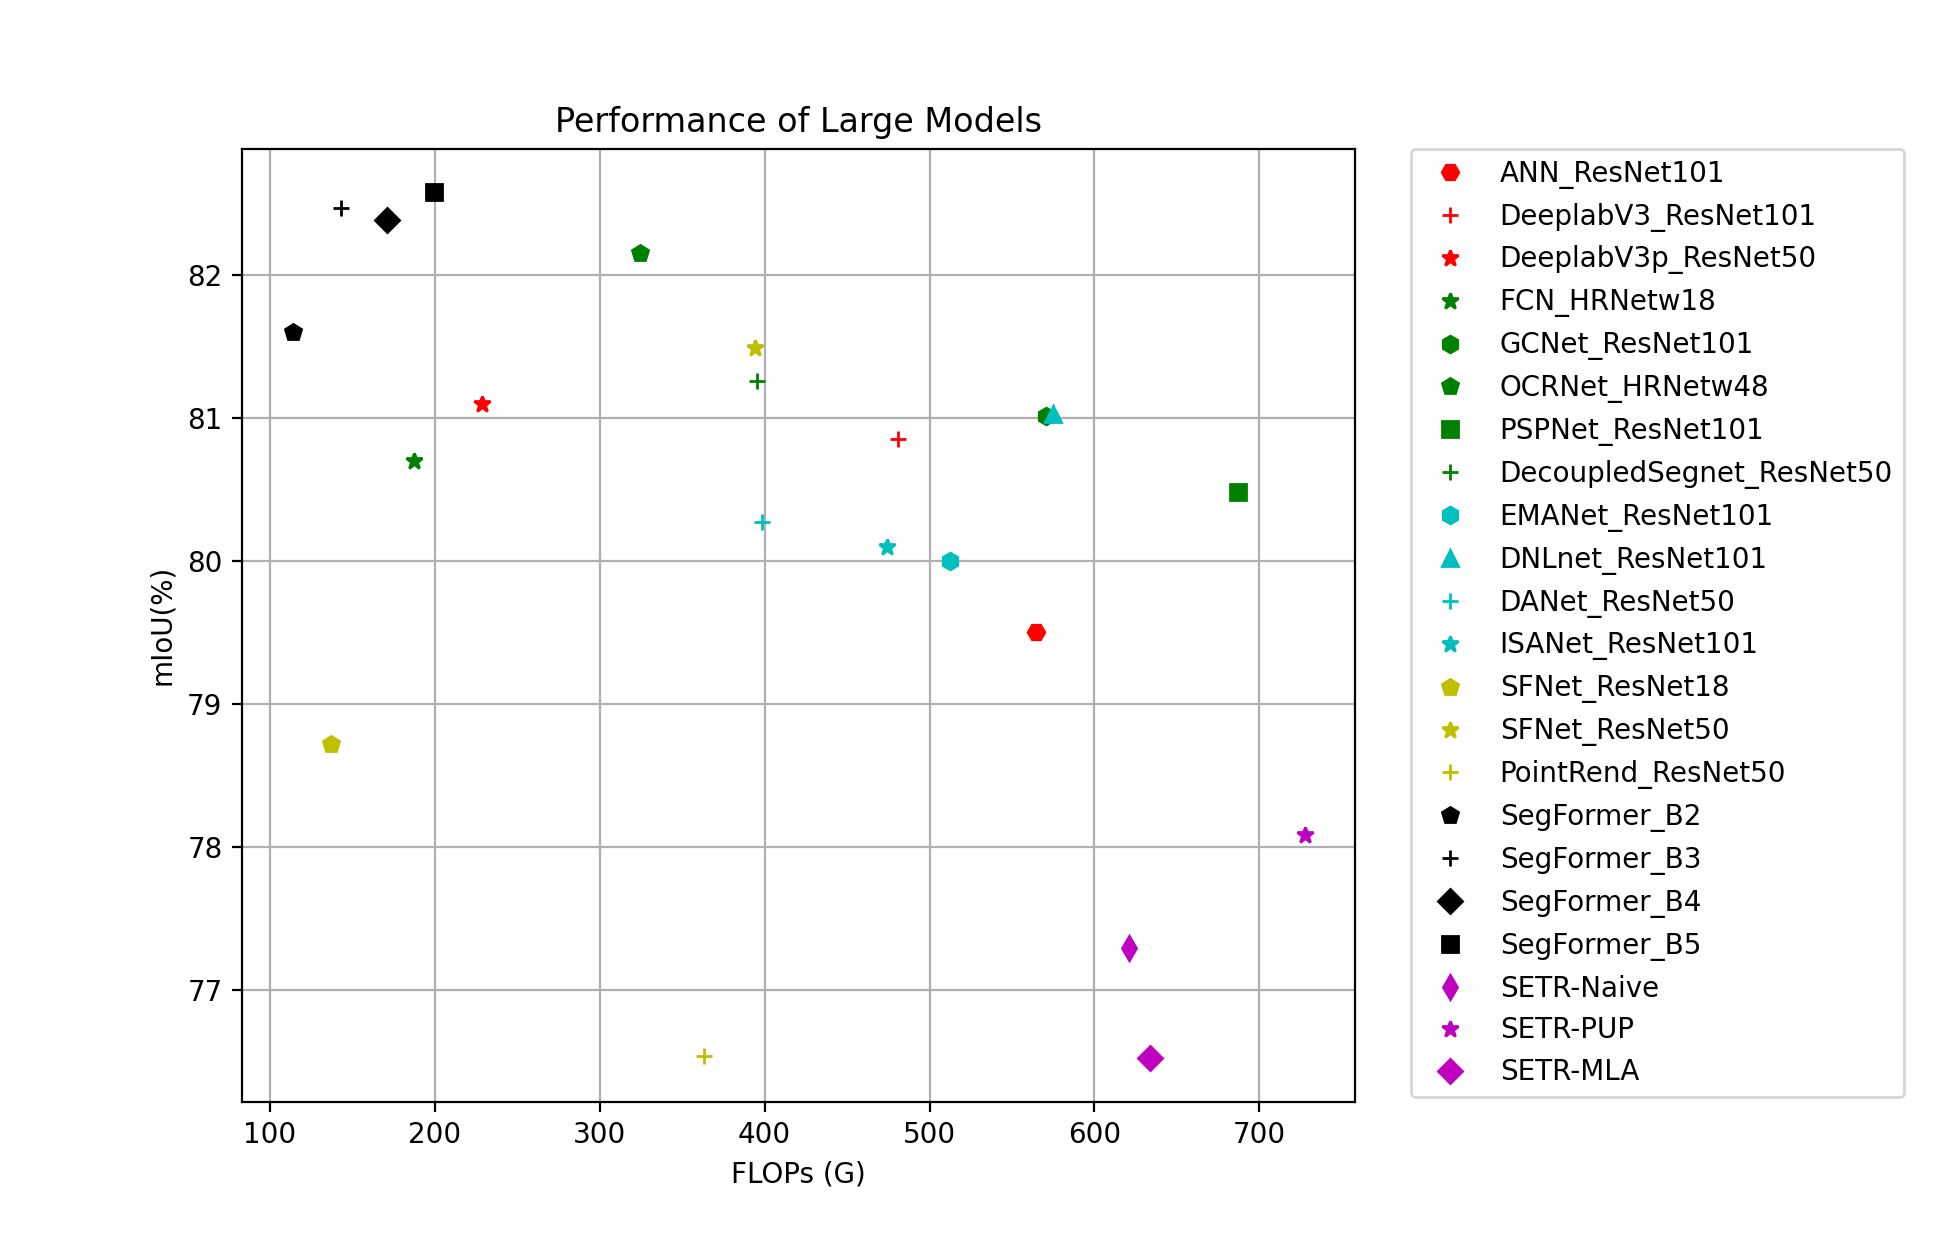 Performance of Large Models
82
81
80
79
78
77
mIoU(%)
100 200 300 400 500 600 700
FLOPs (G)
ANN_ResNet101
DeeplabV3_ResNet101
DeeplabV3p_ResNet50
FCN_HRNetw18
GCNet_ResNet101
OCRNet_HRNetw48
PSPNet_ResNet101
DecoupledSegnet_ResNet50
EMANet_ResNet101
DNLnet_ResNet101
DANet_ResNet50
ISANet_ResNet101
SFNet_ResNet18
SFNet_ResNet50
PointRend_ResNet50
SegFormer_B2
SegFormer_B3
SegFormer_B4
SegFormer_B5
SETR-Naive
SETR-PUP
SETR-MLA